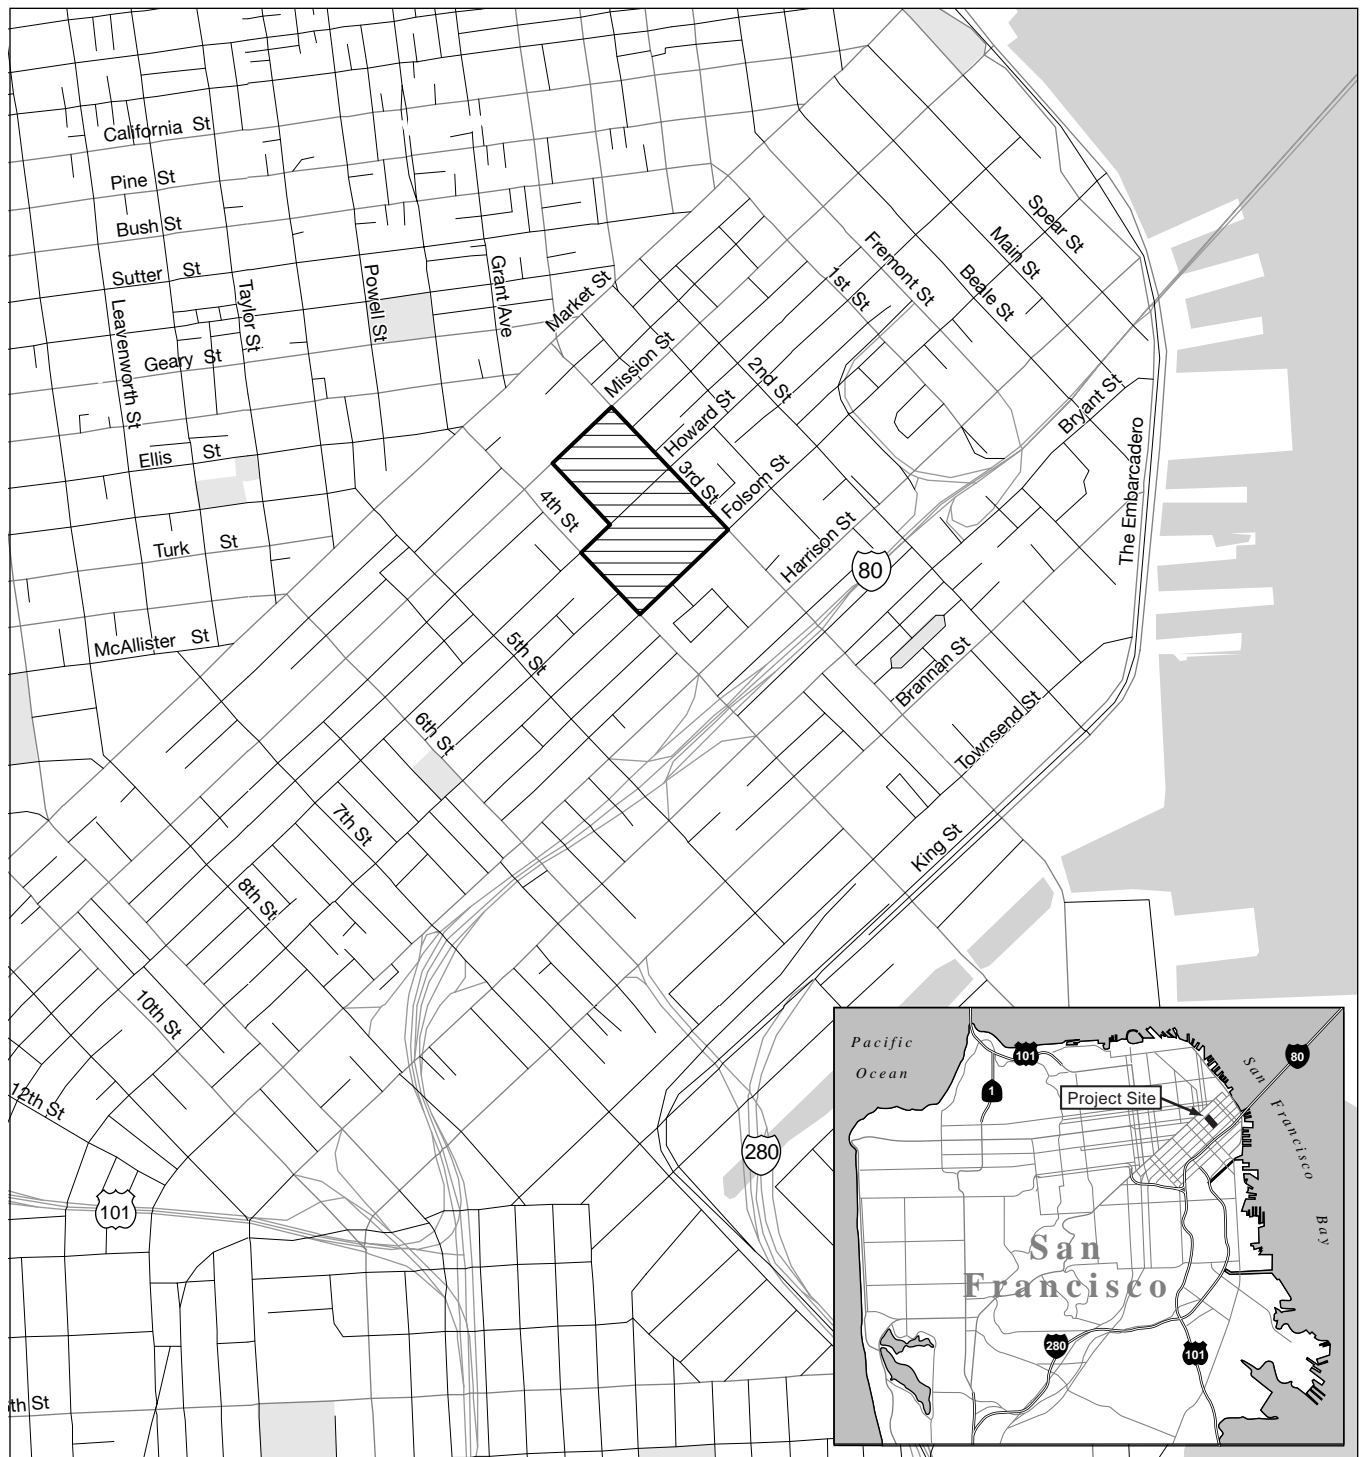 California St
Pine St
Bush St
Sutter St
Geary St
Ellis St
Turk St
McAllister St
Leavenworth St
Taylor St
Powell St
Grant Ave
Market St
Mission St
Howard St
Folsom St
Harrison St
Bryant St
Brannan St
Townsend St
King St
Spear St
Main St
Beale St
Fremont St
1st St
2nd St
3rd St
4th St
5th St
6th St
7th St
8th St
10th St
12th St
th St
The Embarcadero
80
280
101
Pacific
Ocean
101
1
80
Project Site
San
Francisco
Bay
San
Francisco
280
101